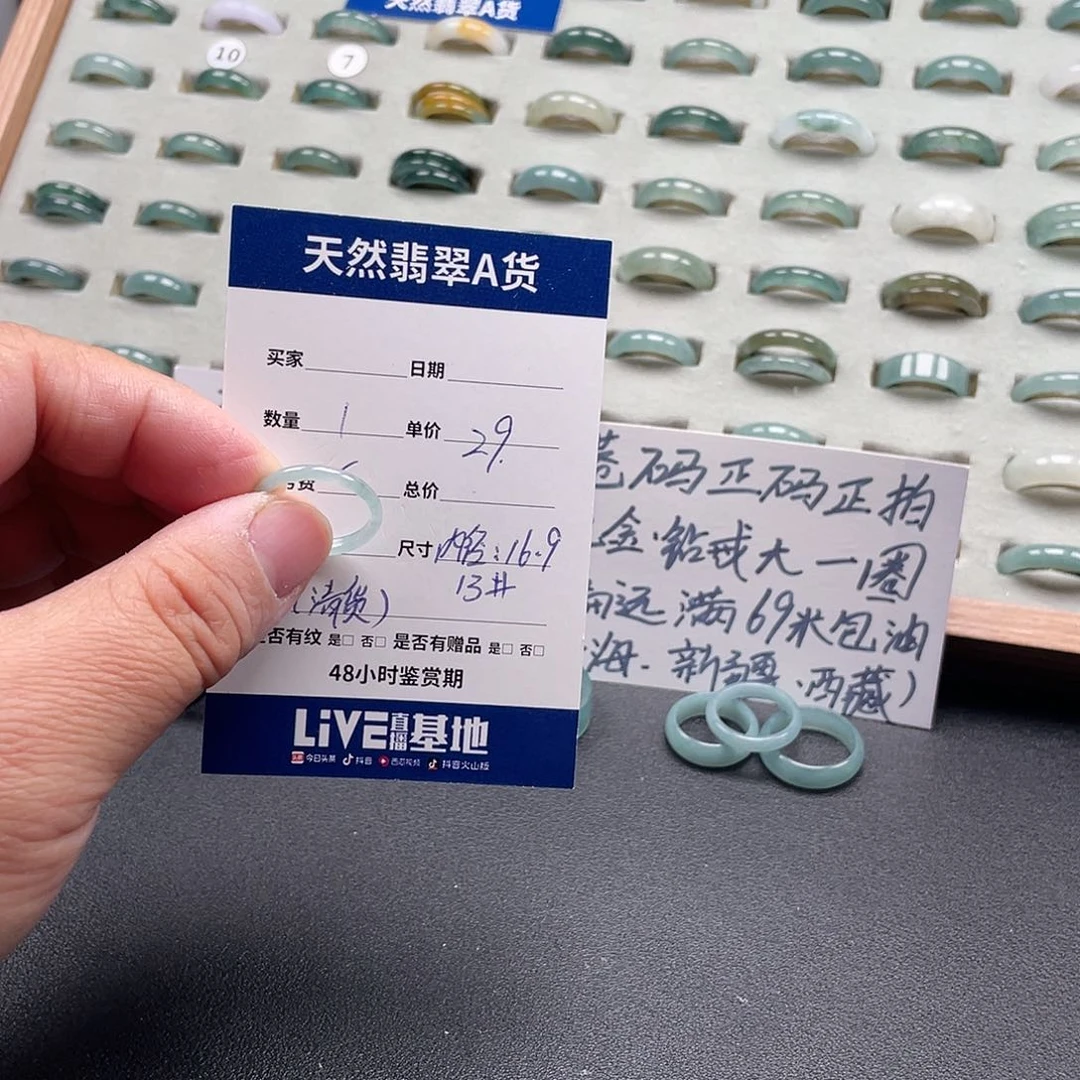 天然翡翠A货
10
7
天然翡翠A货
买家 日期
数量 1 单价 29.
货 总价
尺寸 内径:16.9
13#
(清货)
否有纹 是□ 否□ 是否有赠品 是□ 否□
48小时鉴赏期
LiVE直播基地
今日头条 抖音 西瓜视频 抖音火山版
码正码正拍
金·钻戒大一圈
远满69米包油
海·新疆·西藏)